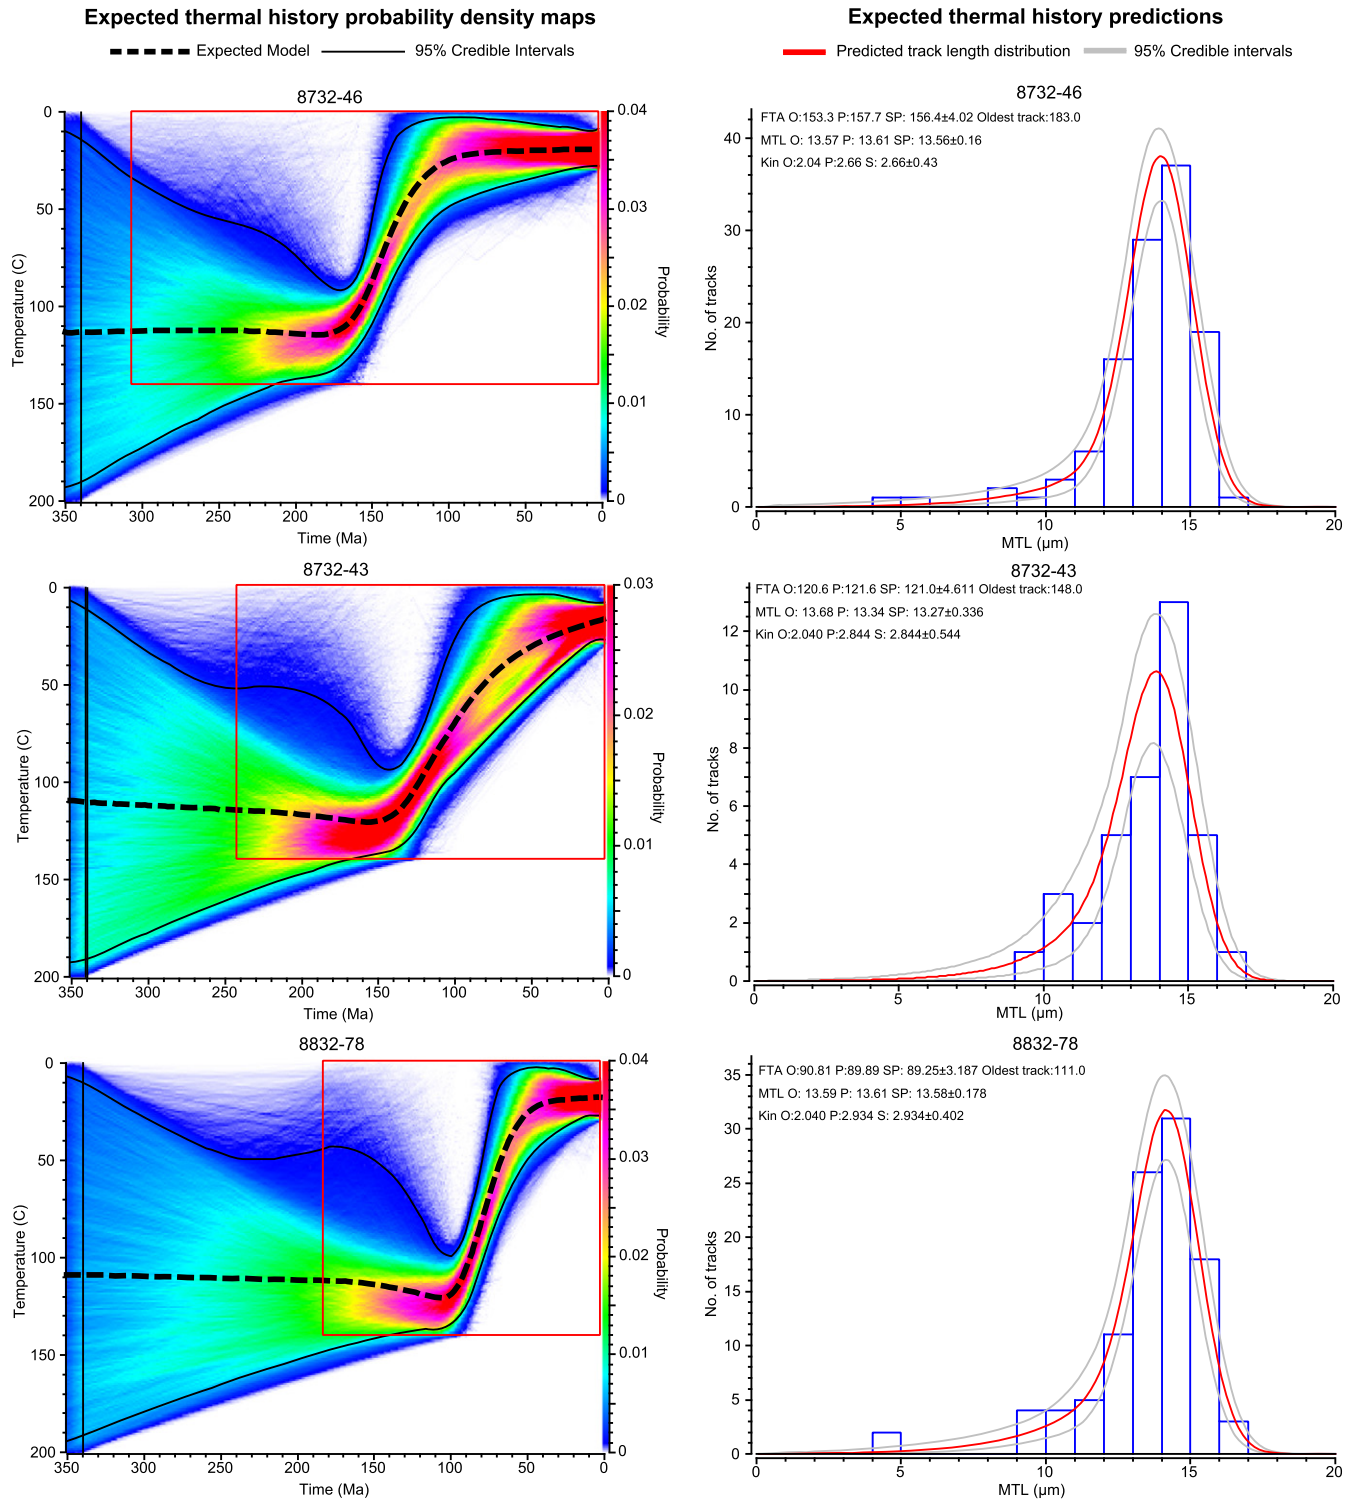 Expected thermal history probability density maps
Expected Model
95% Credible Intervals
Expected thermal history predictions
Predicted track length distribution
95% Credible intervals
8732-46
0
50
100
150
200
Temperature (C)
350 300 250 200 150 100 50 0
Time (Ma)
0.04
0.03
0.02
0.01
0
Probability
8732-46
FTA O:153.3 P:157.7 SP: 156.4±4.02 Oldest track:183.0
MTL O: 13.57 P: 13.61 SP: 13.56±0.16
Kin O:2.04 P:2.66 S: 2.66±0.43
40
30
20
10
0
No. of tracks
0 5 10 15 20
MTL (µm)
8732-43
0
50
100
150
200
Temperature (C)
350 300 250 200 150 100 50 0
Time (Ma)
0.03
0.02
0.01
0
Probability
8732-43
FTA O:120.6 P:121.6 SP: 121.0±4.611 Oldest track:148.0
MTL O: 13.68 P: 13.34 SP: 13.27±0.336
Kin O:2.040 P:2.844 S: 2.844±0.544
12
10
8
6
4
2
0
No. of tracks
0 5 10 15 20
MTL (µm)
8832-78
0
50
100
150
200
Temperature (C)
350 300 250 200 150 100 50 0
Time (Ma)
0.04
0.03
0.02
0.01
0
Probability
8832-78
FTA O:90.81 P:89.89 SP: 89.25±3.187 Oldest track:111.0
MTL O: 13.59 P: 13.61 SP: 13.58±0.178
Kin O:2.040 P:2.934 S: 2.934±0.402
35
30
25
20
15
10
5
0
No. of tracks
0 5 10 15 20
MTL (µm)